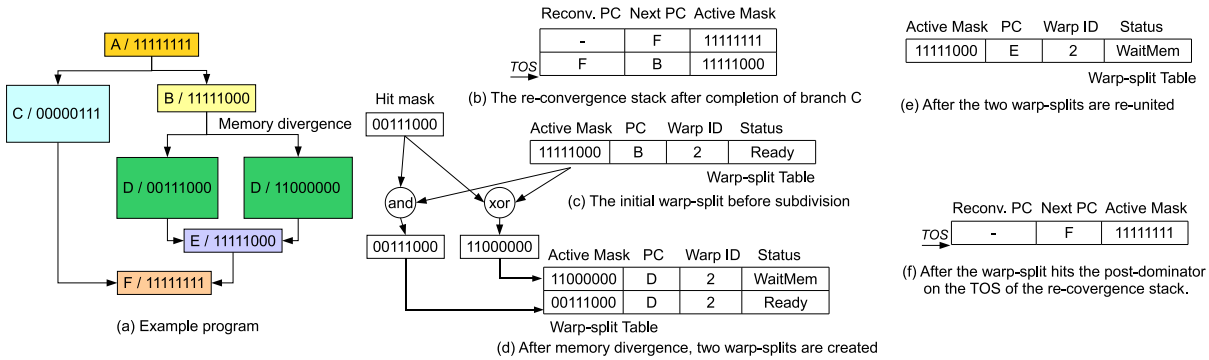 A / 11111111
C / 00000111
B / 11111000
Memory divergence
D / 00111000
D / 11000000
E / 11111000
F / 11111111
(a) Example program
Reconv. PC Next PC Active Mask
- F 11111111
TOS F B 11111000
(b) The re-convergence stack after completion of branch C
Hit mask
00111000
Active Mask PC Warp ID Status
11111000 B 2 Ready
Warp-split Table
(c) The initial warp-split before subdivision
and
xor
00111000
11000000
Active Mask PC Warp ID Status
11000000 D 2 WaitMem
00111000 D 2 Ready
Warp-split Table
(d) After memory divergence, two warp-splits are created
Active Mask PC Warp ID Status
11111000 E 2 WaitMem
Warp-split Table
(e) After the two warp-splits are re-united
Reconv. PC Next PC Active Mask
TOS - F 11111111
(f) After the warp-split hits the post-dominator
on the TOS of the re-covergence stack.